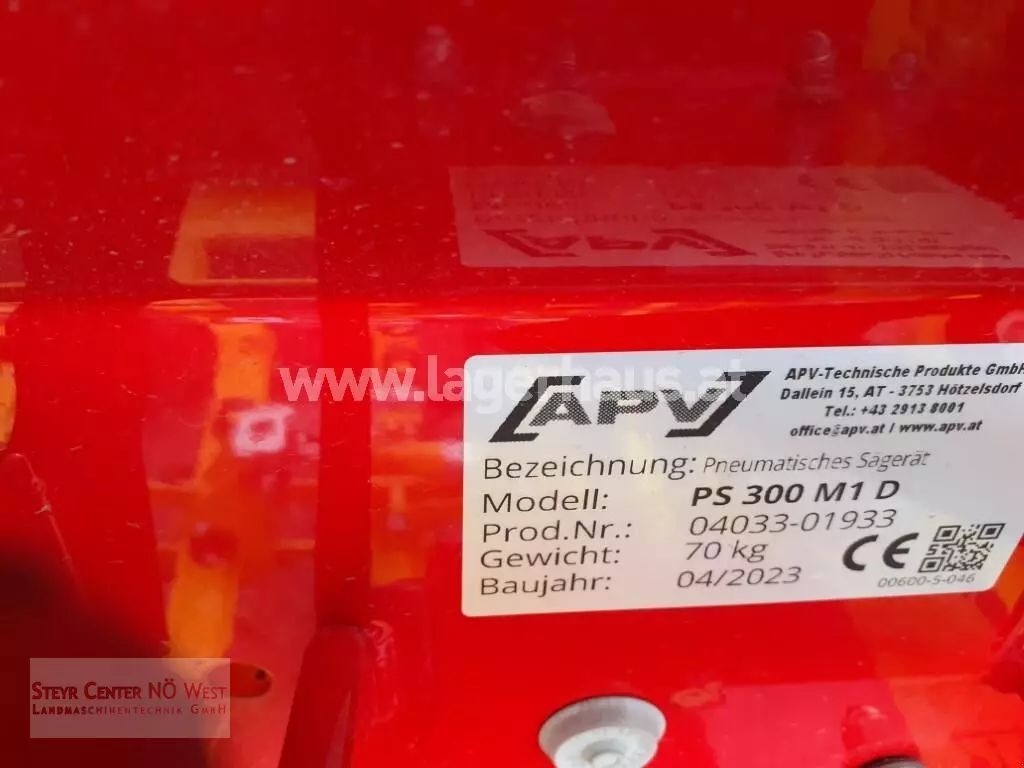 www.lagerhaus.at
APV
APV-Technische Produkte GmbH
Dallein 15, AT - 3753 Hötzelsdorf
Tel.: +43 2913 8001
office@apv.at / www.apv.at
Bezeichnung: Pneumatisches Sägerät
Modell: PS 300 M1 D
Prod.Nr.: 04033-01933
Gewicht: 70 kg
Baujahr: 04/2023
CE
00600-5-046
STEYR CENTER NÖ WEST
LANDMASCHINENTECHNIK GMBH